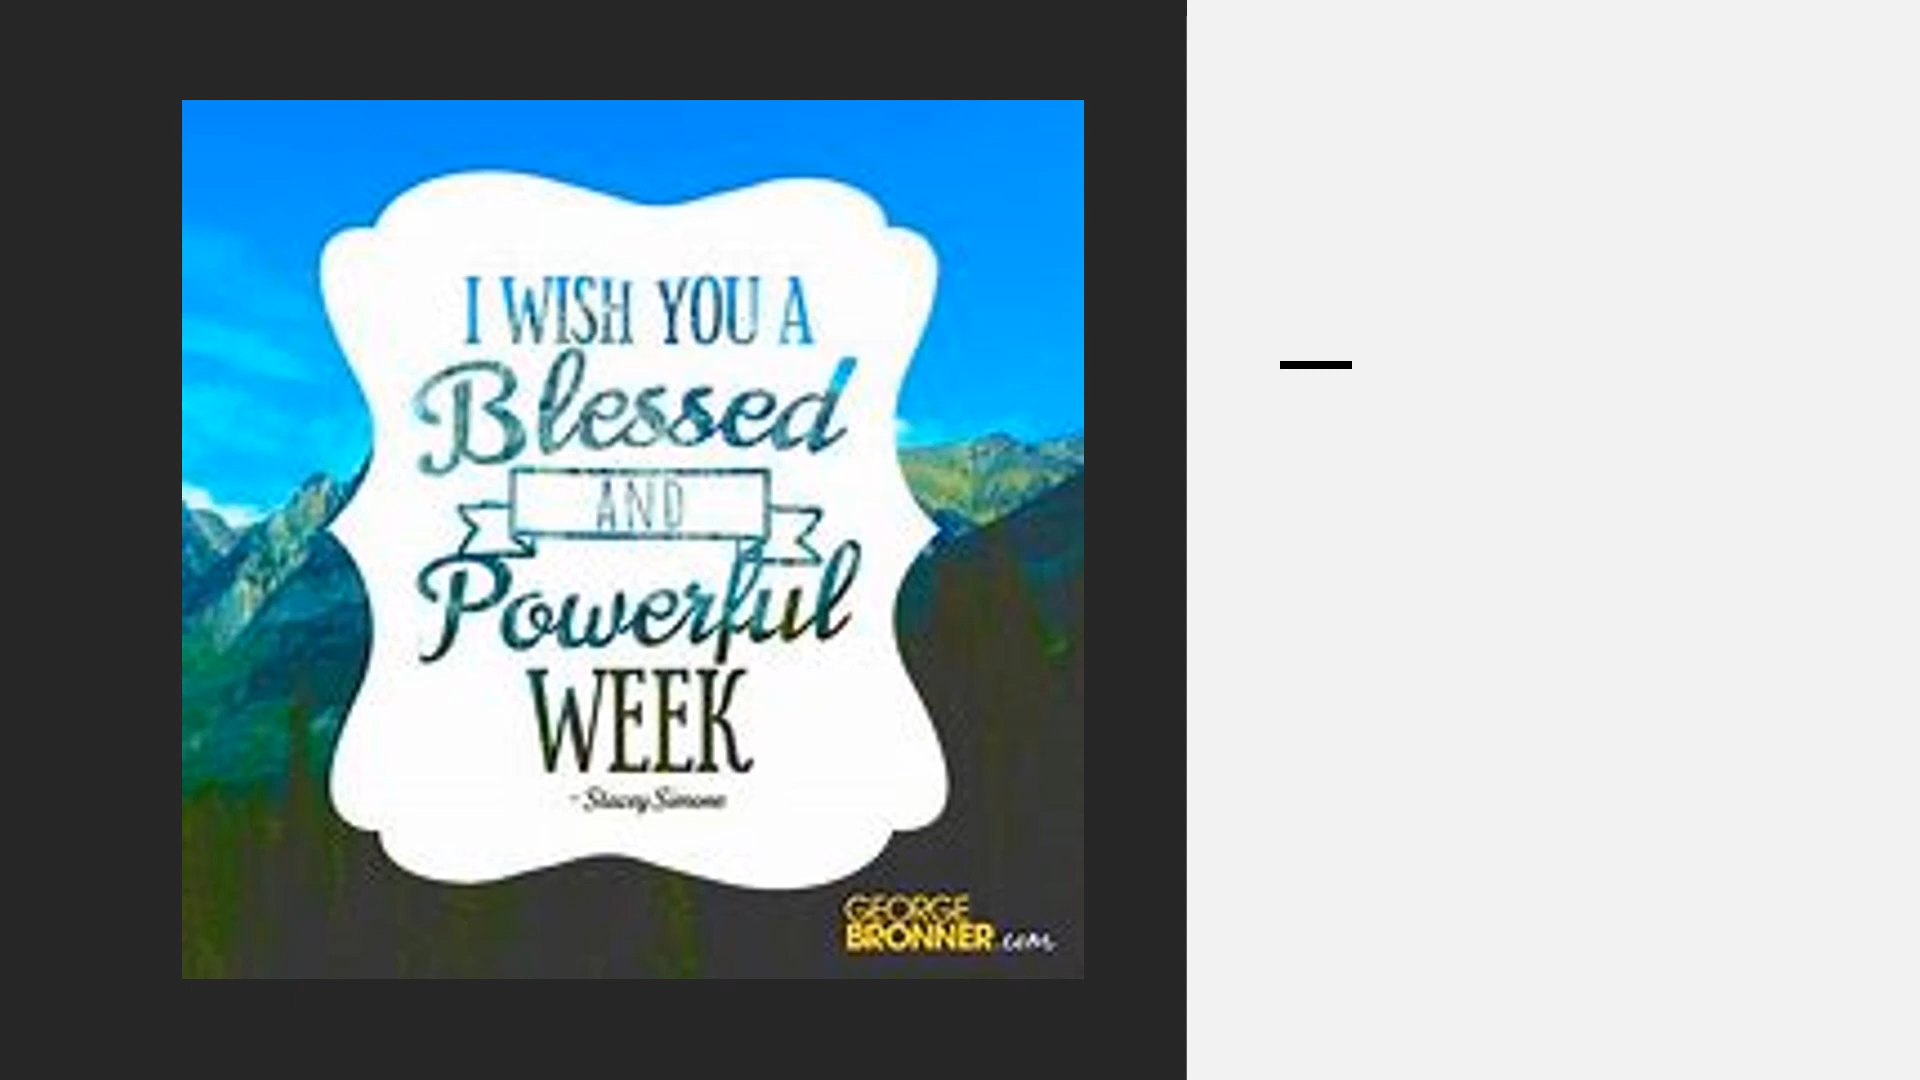 I WISH YOU A
Blessed
AND
Powerful
WEEK
- Stacey Simone
GEORGE
BRONNER.com